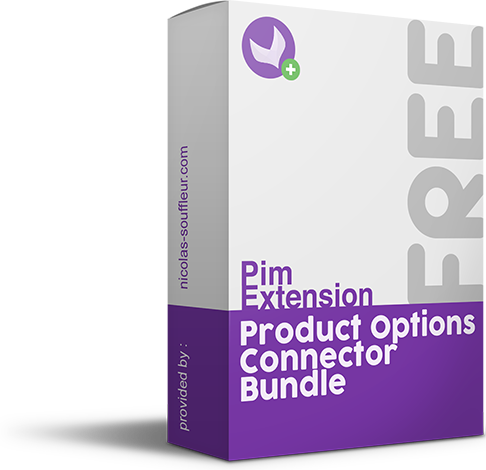 FREE
Pim
Extension
Product Options
Connector
Bundle
nicolas-souffleur.com
provided by :